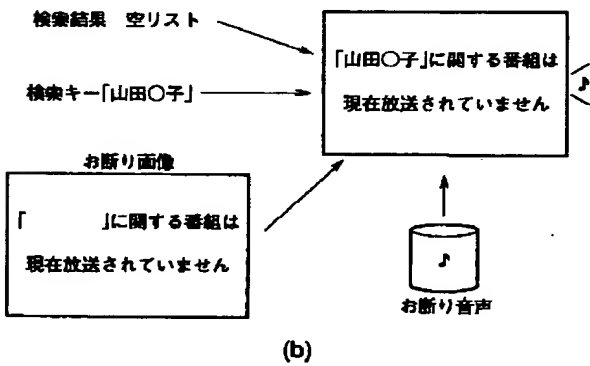 検索結果 空リスト
「山田○子」に関する番組は
現在放送されていません
♪
検索キー「山田○子」
お断り画像
「 」に関する番組は
現在放送されていません
♪
お断り音声
(b)